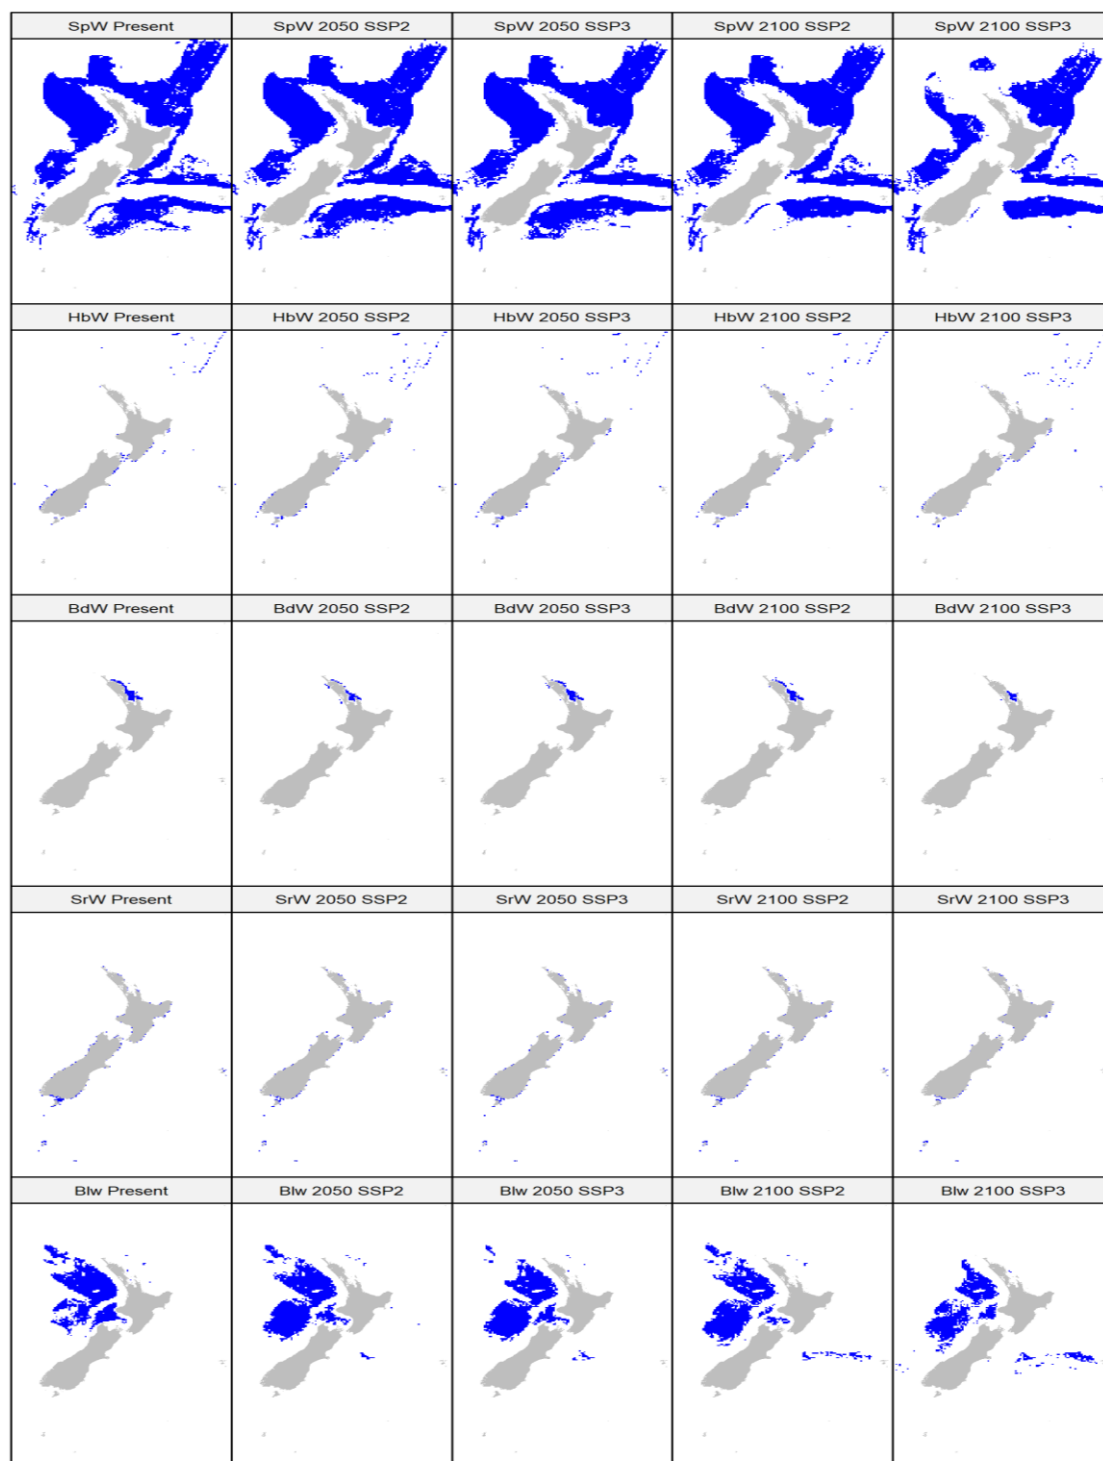 SpW Present SpW 2050 SSP2 SpW 2050 SSP3 SpW 2100 SSP2 SpW 2100 SSP3
HbW Present HbW 2050 SSP2 HbW 2050 SSP3 HbW 2100 SSP2 HbW 2100 SSP3
BdW Present BdW 2050 SSP2 BdW 2050 SSP3 BdW 2100 SSP2 BdW 2100 SSP3
SrW Present SrW 2050 SSP2 SrW 2050 SSP3 SrW 2100 SSP2 SrW 2100 SSP3
Blw Present Blw 2050 SSP2 Blw 2050 SSP3 Blw 2100 SSP2 Blw 2100 SSP3